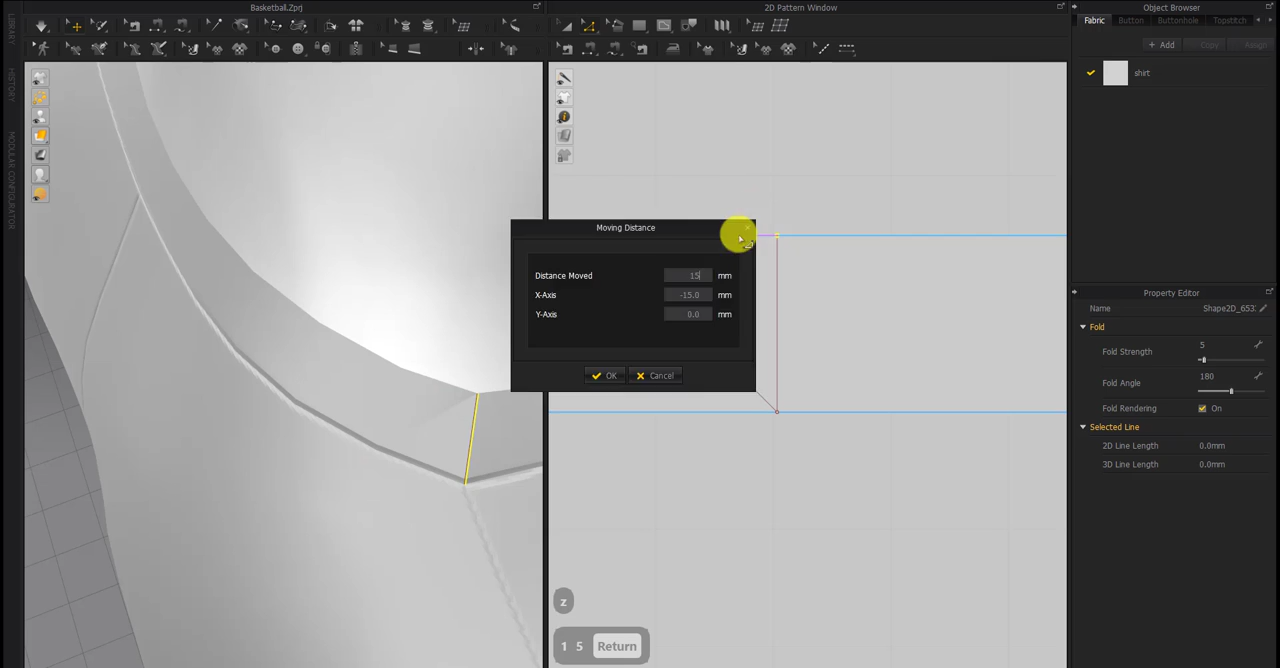 Basketball.Zprj
2D Pattern Window
Object Browser
LIBRARY
HISTORY
MODULAR CONFIGURATOR
Fabric
Button
Buttonhole
Topstitch
+ Add
Copy
Assign
shirt
Moving Distance
Distance Moved 15 mm
X-Axis -15.0 mm
Y-Axis 0.0 mm
OK
Cancel
Property Editor
Name
Fold
Fold Strength 5
Fold Angle 180
Fold Rendering On
Selected Line
2D Line Length 0.0mm
3D Line Length 0.0mm
z
1 5 Return